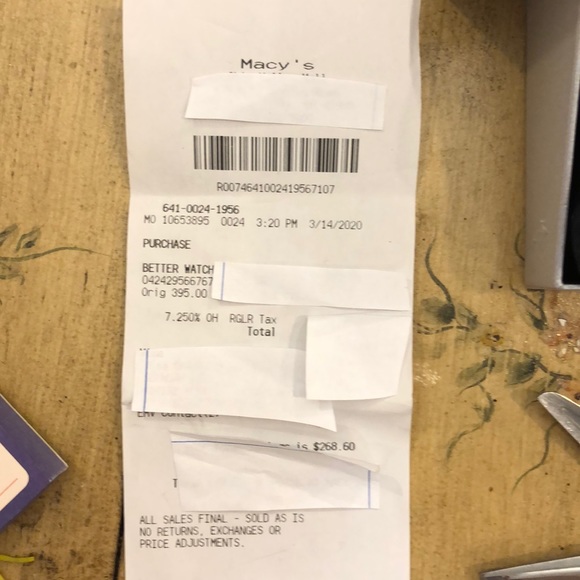 Macy's
R0074641002419567107
641-0024-1956
MO 10653895 0024 3:20 PM 3/14/2020
PURCHASE
BETTER WATCH
042429566767
Orig 395.00
7.250% OH RGLR Tax
Total
EMV Contactle
is $268.60
T
ALL SALES FINAL - SOLD AS IS
NO RETURNS, EXCHANGES OR
PRICE ADJUSTMENTS.